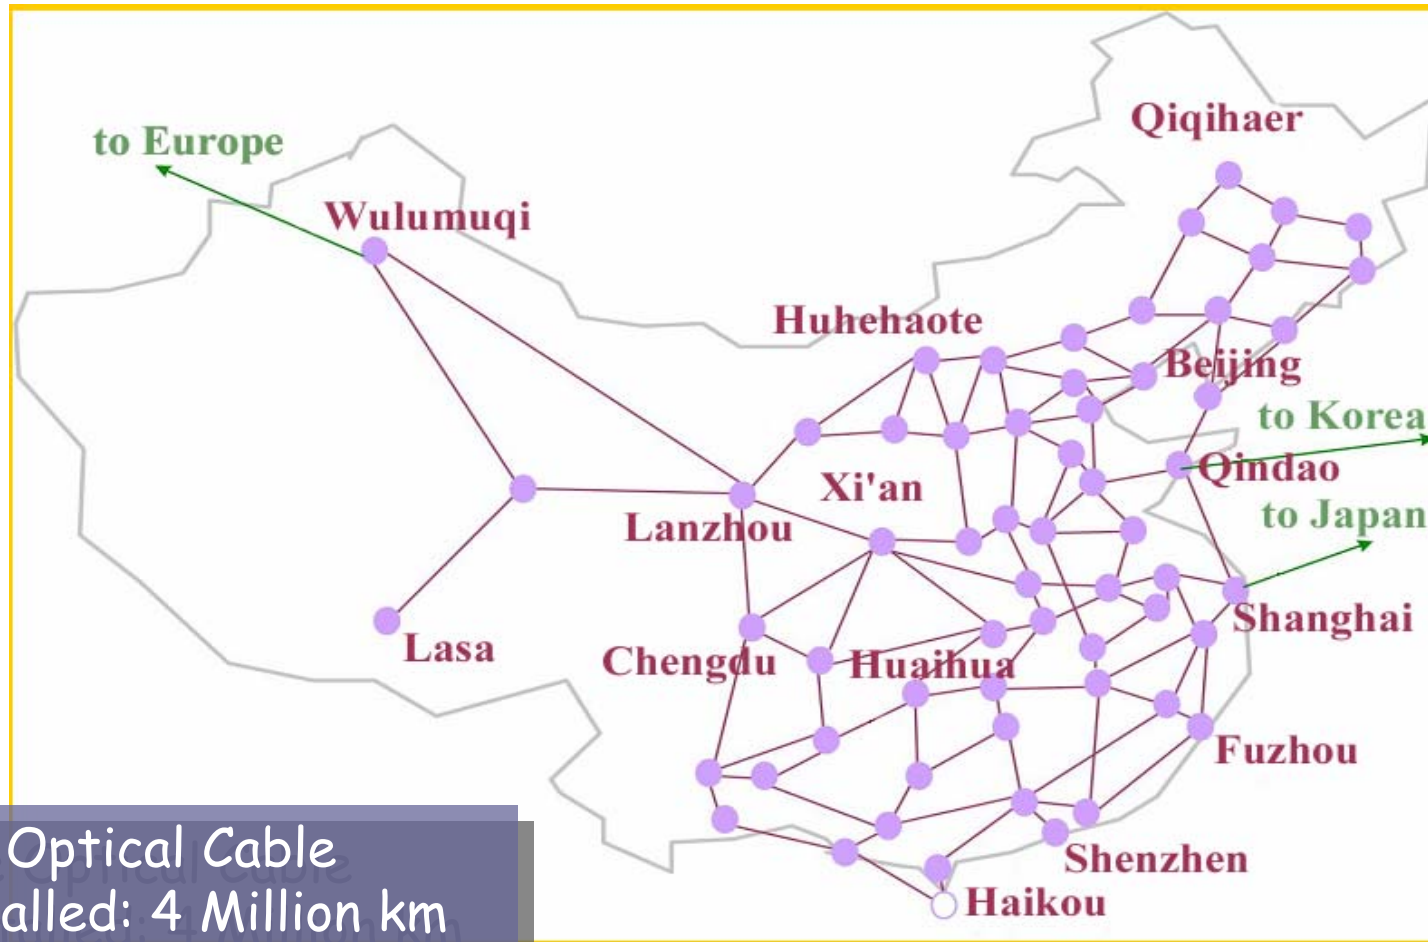 Qiqihaer
to Europe
Wulumuqi
Huhehaote
Beijing
to Korea
Qindao
Xi'an
to Japan
Lanzhou
Shanghai
Lasa
Chengdu
Huaihua
Fuzhou
Shenzhen
Haikou
Optical Cable
alled: 4 Million km